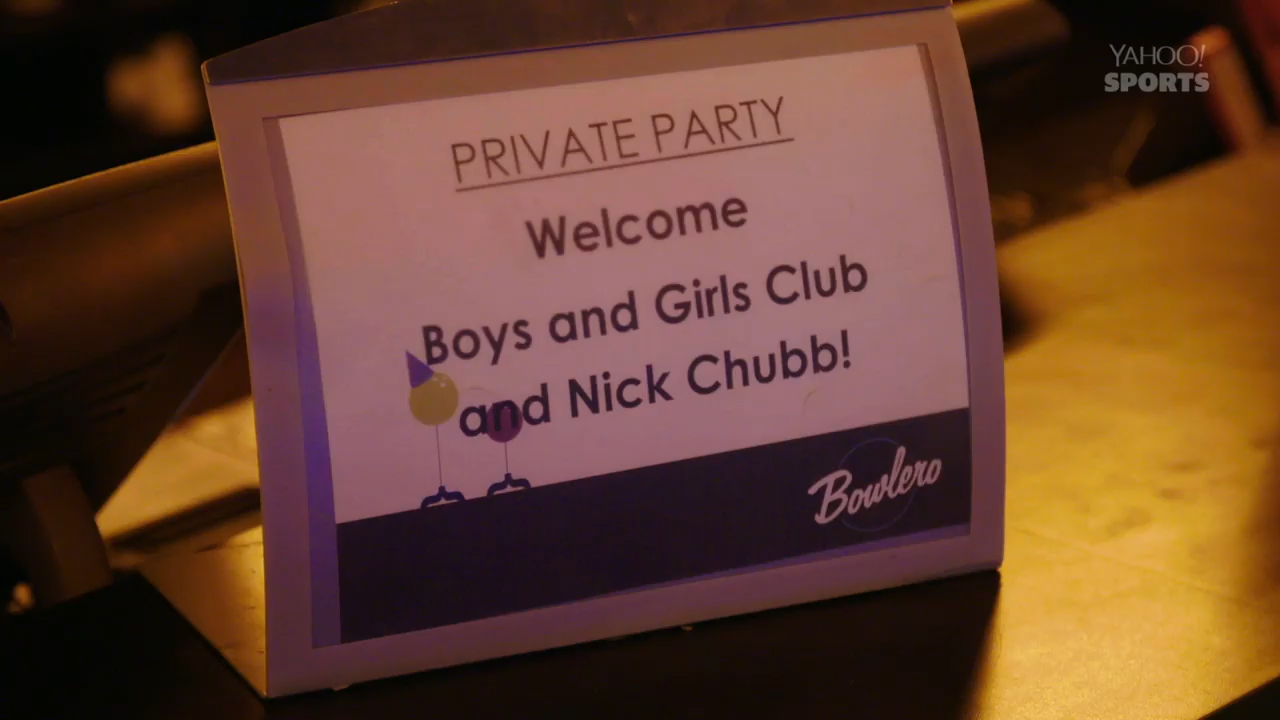 YAHOO!
SPORTS
PRIVATE PARTY
Welcome
Boys and Girls Club
and Nick Chubb!
Bowlero